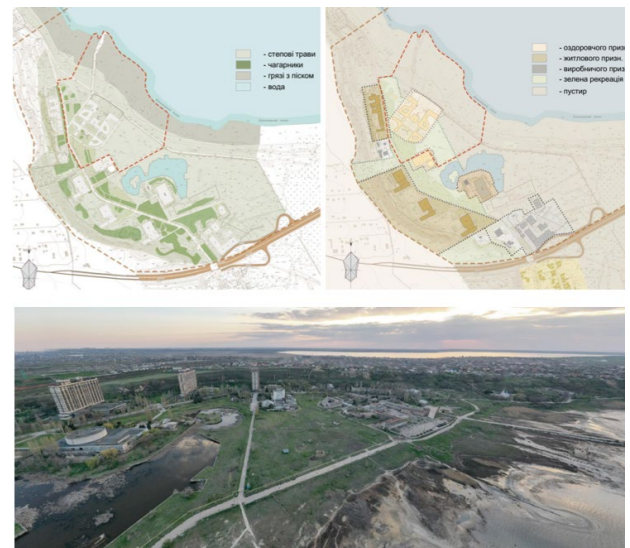 - степові трави
- чагарники
- грязі з піском
- вода
- оздоровчого призн.
- житлового призн.
- виробничого призн.
- зелена рекреація
- пустир